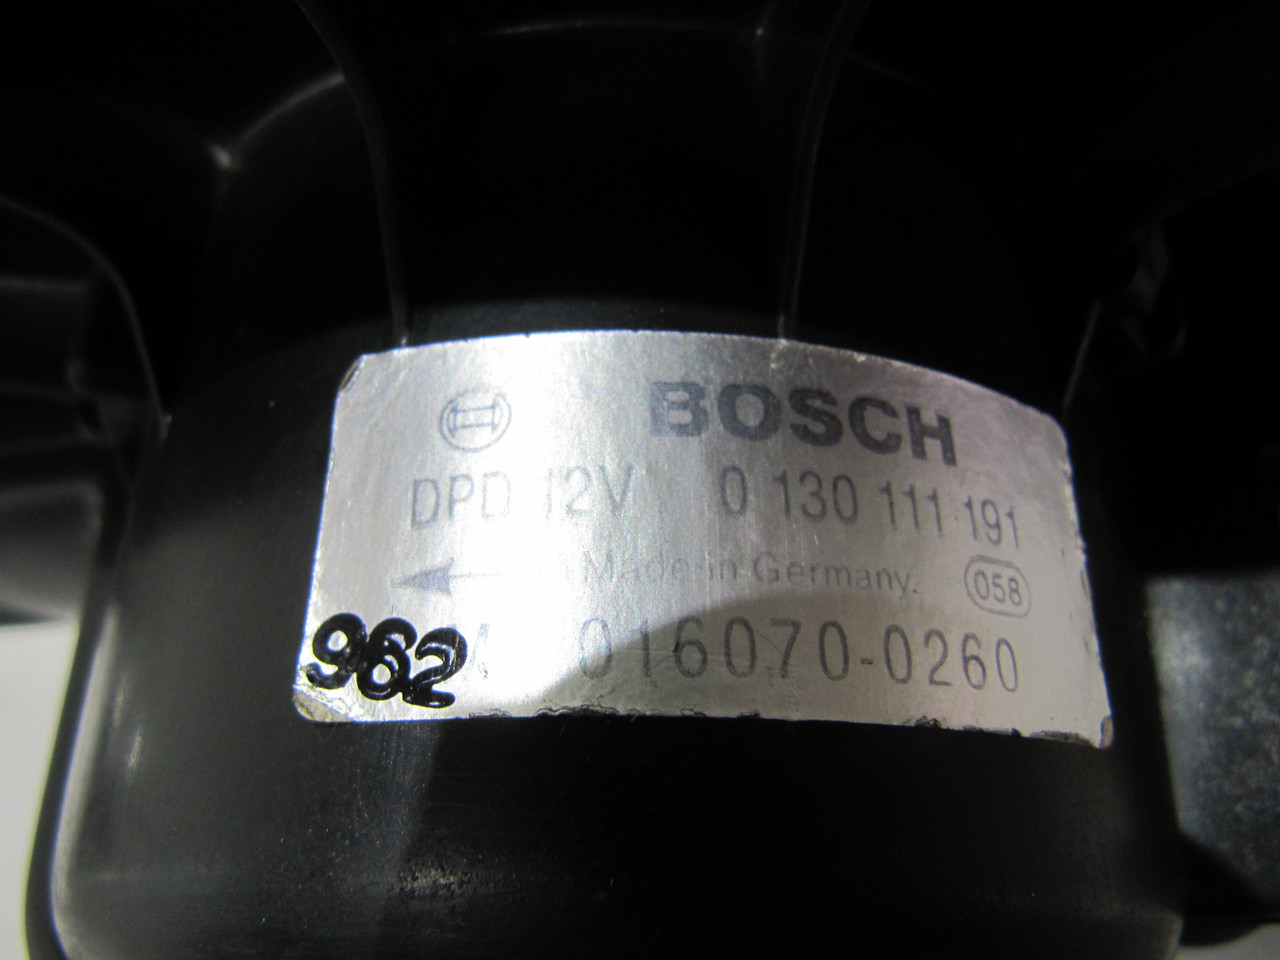 BOSCH
DPD 12V 0 130 111 191
Made in Germany.
058
962 016070-0260